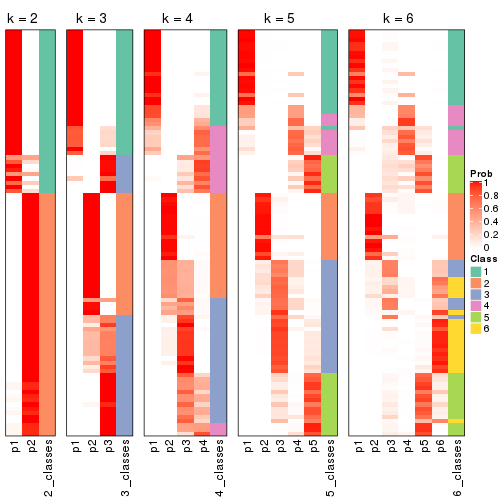 k = 2
k = 3
k = 4
k = 5
k = 6
p1
p2
2_classes
p1
p2
p3
3_classes
p1
p2
p3
p4
4_classes
p1
p2
p3
p4
p5
5_classes
p1
p2
p3
p4
p5
p6
6_classes
Prob
1
0.8
0.6
0.4
0.2
0
Class
1
2
3
4
5
6